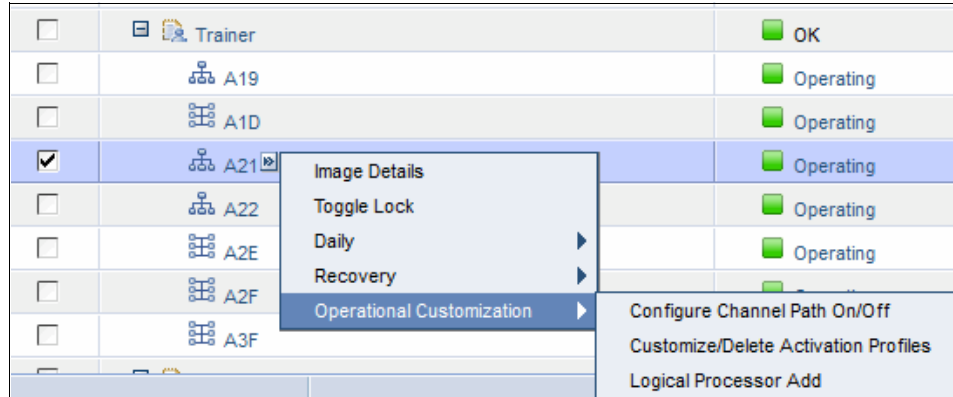 Trainer OK
A19 Operating
A1D Operating
A21 Image Details Operating
Toggle Lock
A22 Operating
Daily
A2E Operating
Recovery
A2F
Operational Customization Configure Channel Path On/Off
A3F
Customize/Delete Activation Profiles
Logical Processor Add